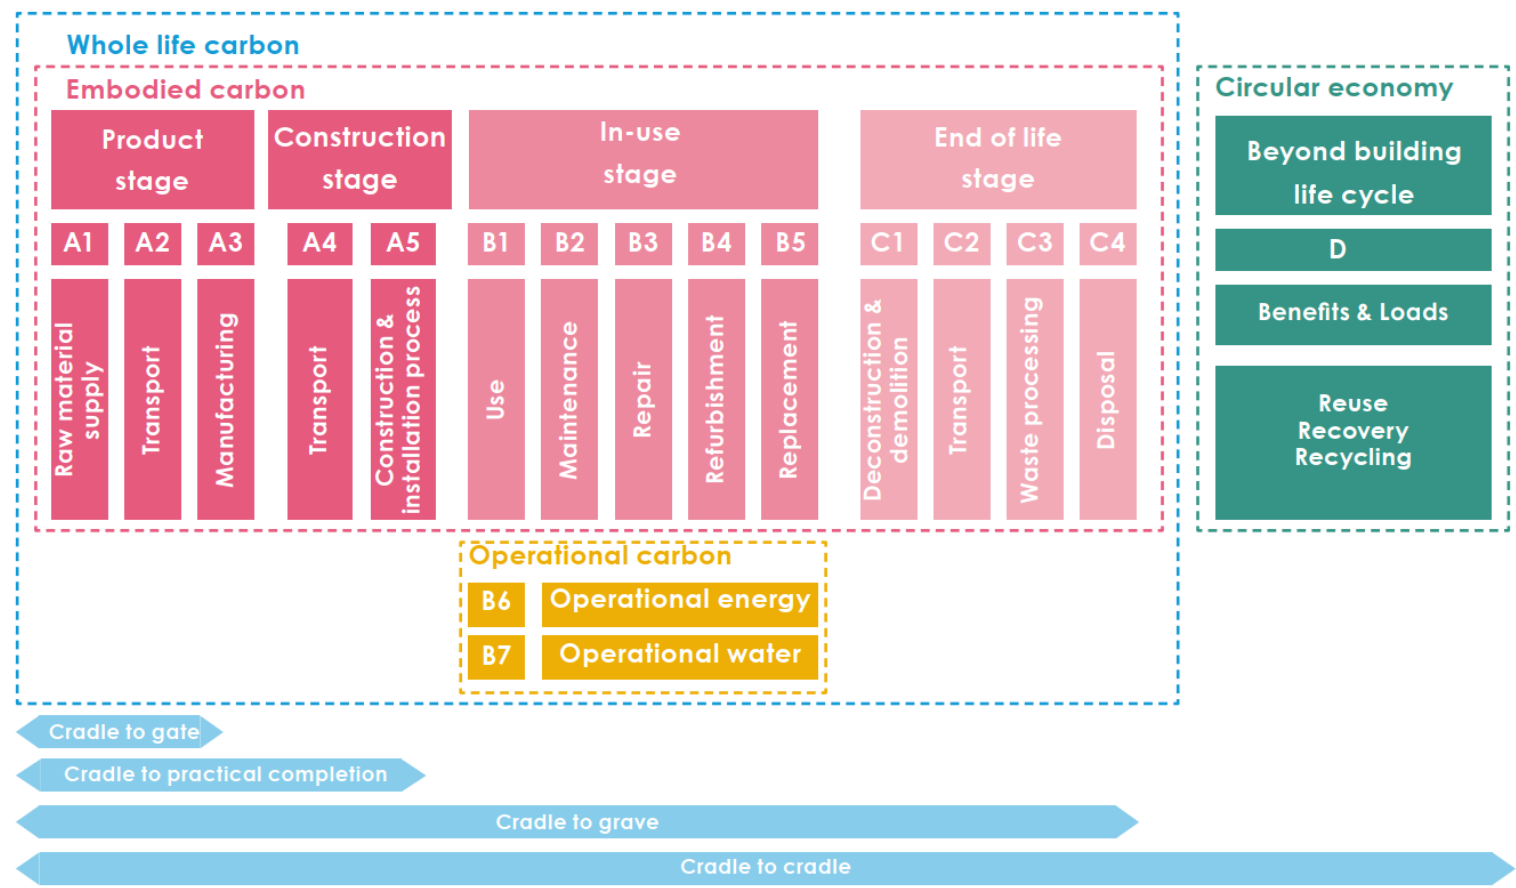 Whole life carbon
Embodied carbon
Product
stage
Construction
stage
In-use
stage
End of life
stage
A1
A2
A3
A4
A5
B1
B2
B3
B4
B5
C1
C2
C3
C4
Raw material
supply
Transport
Manufacturing
Transport
Construction &
installation process
Use
Maintenance
Repair
Refurbishment
Replacement
Deconstruction &
demolition
Transport
Waste processing
Disposal
Circular economy
Beyond building
life cycle
D
Benefits & Loads
Reuse
Recovery
Recycling
Operational carbon
B6
Operational energy
B7
Operational water
Cradle to gate
Cradle to practical completion
Cradle to grave
Cradle to cradle